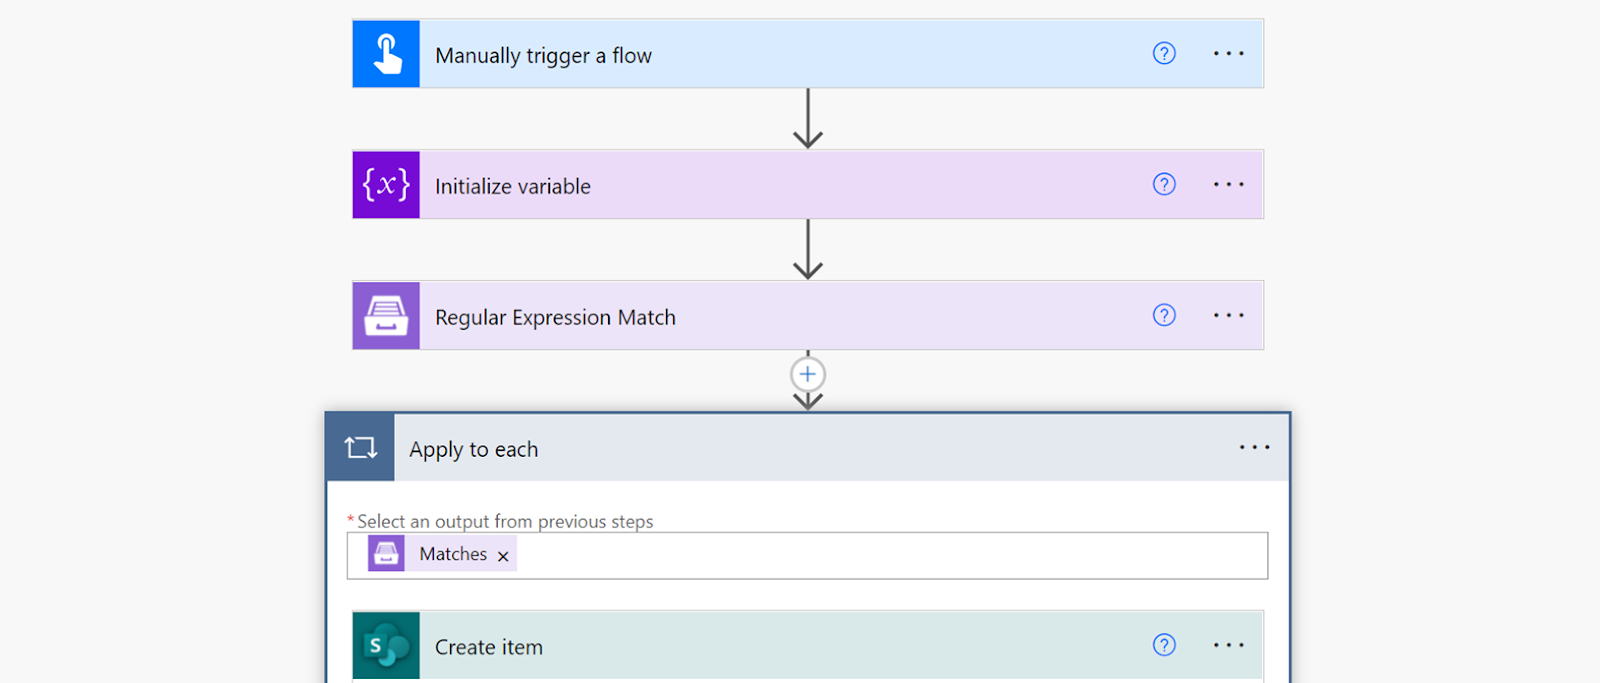 Manually trigger a flow
?
...
{x}
Initialize variable
?
...
Regular Expression Match
?
...
+
Apply to each
...
*Select an output from previous steps
Matches ×
S
Create item
?
...